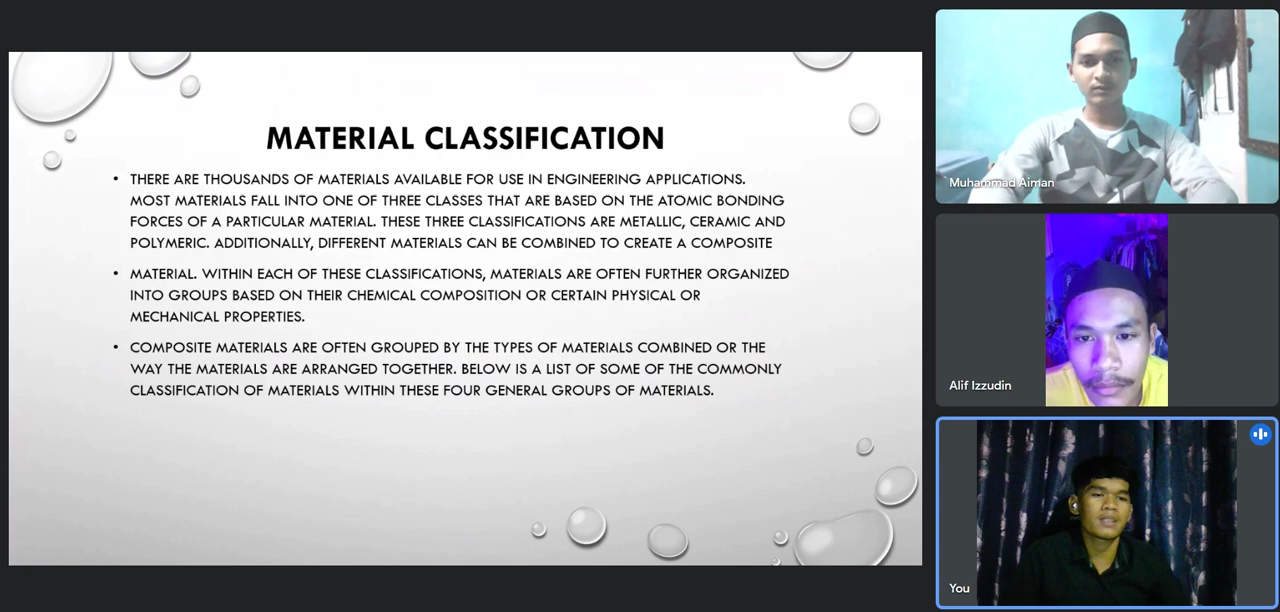 MATERIAL CLASSIFICATION
• THERE ARE THOUSANDS OF MATERIALS AVAILABLE FOR USE IN ENGINEERING APPLICATIONS.
MOST MATERIALS FALL INTO ONE OF THREE CLASSES THAT ARE BASED ON THE ATOMIC BONDING
FORCES OF A PARTICULAR MATERIAL. THESE THREE CLASSIFICATIONS ARE METALLIC, CERAMIC AND
POLYMERIC. ADDITIONALLY, DIFFERENT MATERIALS CAN BE COMBINED TO CREATE A COMPOSITE
• MATERIAL. WITHIN EACH OF THESE CLASSIFICATIONS, MATERIALS ARE OFTEN FURTHER ORGANIZED
INTO GROUPS BASED ON THEIR CHEMICAL COMPOSITION OR CERTAIN PHYSICAL OR
MECHANICAL PROPERTIES.
• COMPOSITE MATERIALS ARE OFTEN GROUPED BY THE TYPES OF MATERIALS COMBINED OR THE
WAY THE MATERIALS ARE ARRANGED TOGETHER. BELOW IS A LIST OF SOME OF THE COMMONLY
CLASSIFICATION OF MATERIALS WITHIN THESE FOUR GENERAL GROUPS OF MATERIALS.
Muhammad Aiman
Alif Izzudin
You